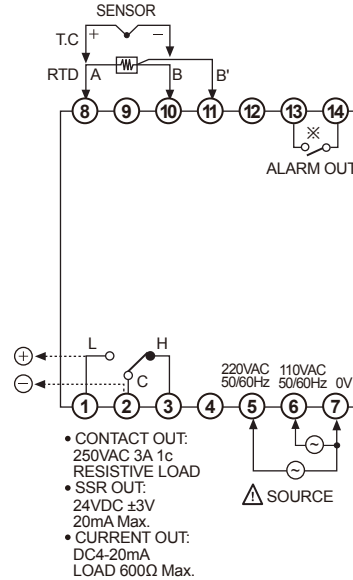 SENSOR
T.C + −
RTD A B B'
8 9 10 11 12 13 14
※
ALARM OUT
L H
+
− C
220VAC 110VAC
50/60Hz 50/60Hz 0V
1 2 3 4 5 6 7
• CONTACT OUT:
250VAC 3A 1c
RESISTIVE LOAD
• SSR OUT:
24VDC ±3V
20mA Max.
• CURRENT OUT:
DC4-20mA
LOAD 600Ω Max.
~
~
! SOURCE